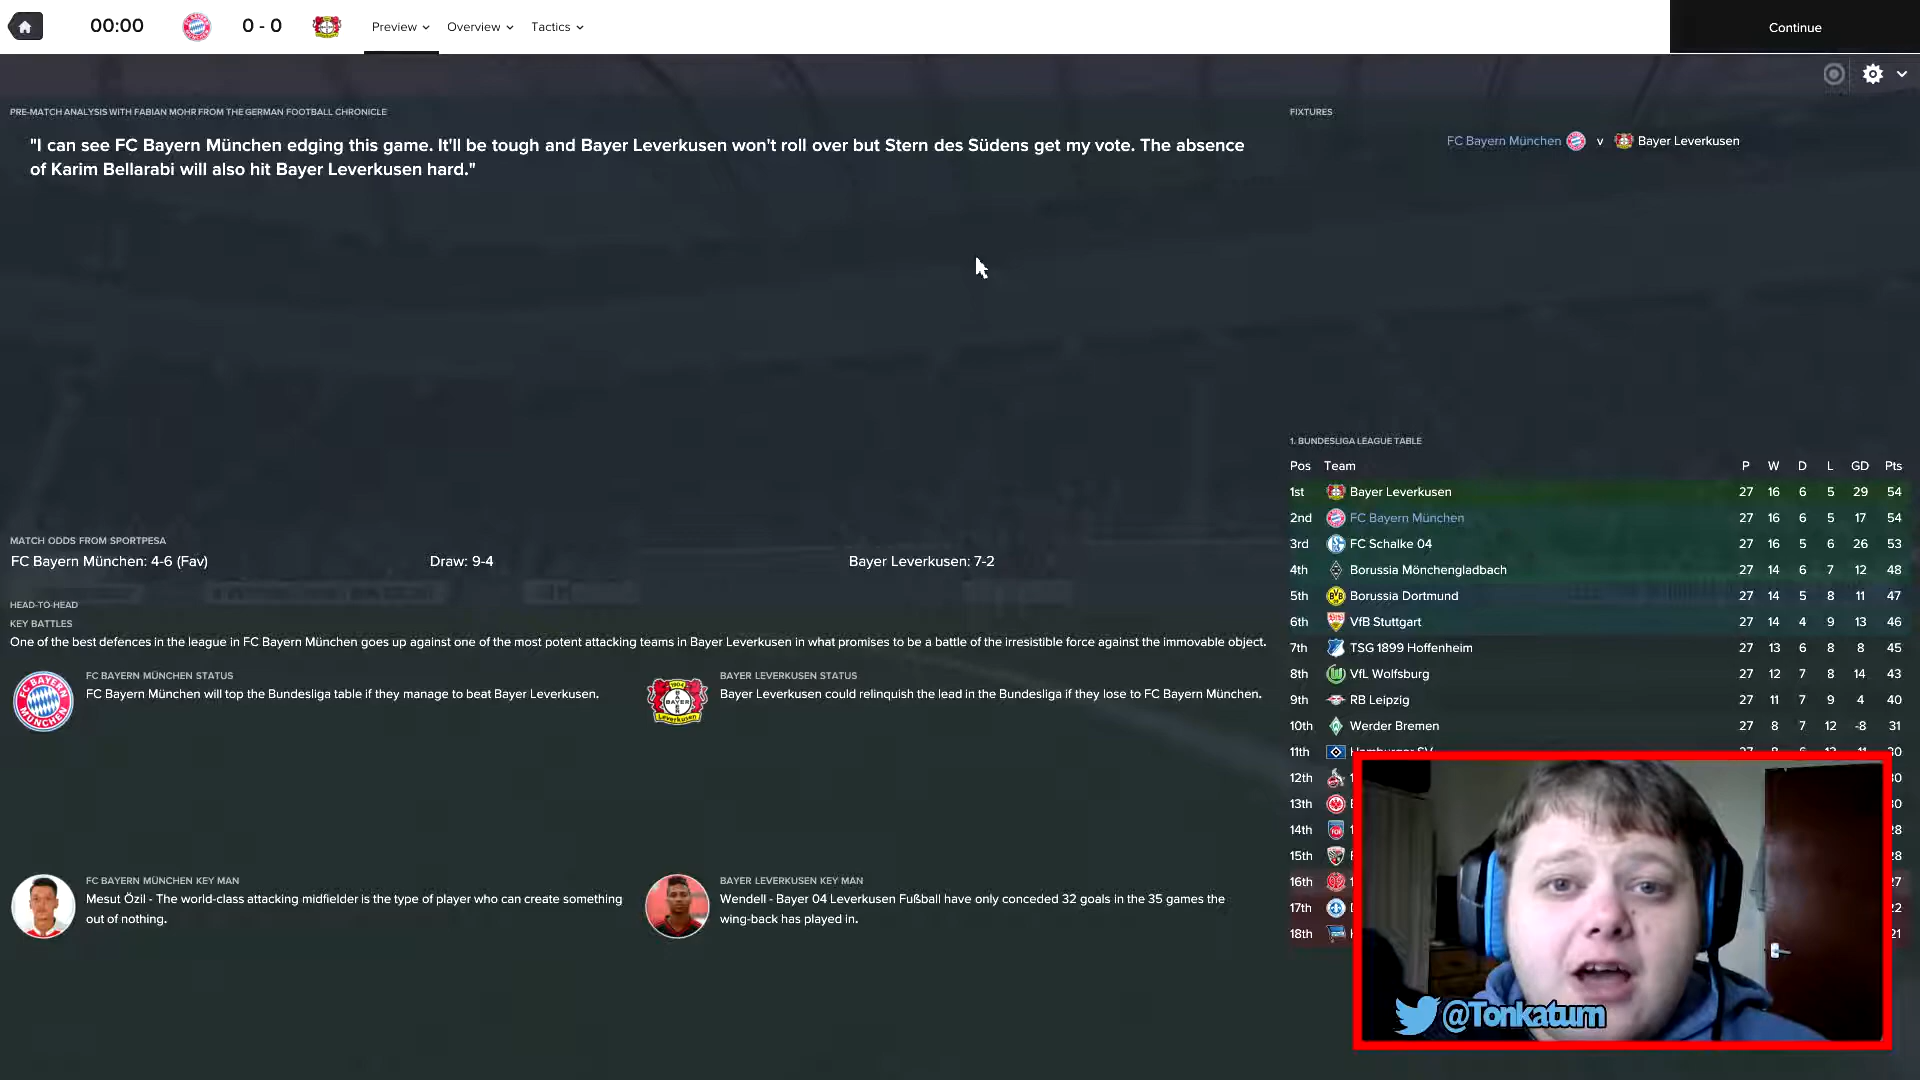 00:00
0 - 0
Preview
Overview
Tactics
Continue
PRE-MATCH ANALYSIS WITH FABIAN MOHR FROM THE GERMAN FOOTBALL CHRONICLE
"I can see FC Bayern München edging this game. It'll be tough and Bayer Leverkusen won't roll over but Stern des Südens get my vote. The absence
of Karim Bellarabi will also hit Bayer Leverkusen hard."
FIXTURES
FC Bayern München v Bayer Leverkusen
MATCH ODDS FROM SPORTPESA
FC Bayern München: 4-6 (Fav)
Draw: 9-4
Bayer Leverkusen: 7-2
HEAD-TO-HEAD
KEY BATTLES
One of the best defences in the league in FC Bayern München goes up against one of the most potent attacking teams in Bayer Leverkusen in what promises to be a battle of the irresistible force against the immovable object.
FC BAYERN MÜNCHEN STATUS
FC Bayern München will top the Bundesliga table if they manage to beat Bayer Leverkusen.
BAYER LEVERKUSEN STATUS
Bayer Leverkusen could relinquish the lead in the Bundesliga if they lose to FC Bayern München.
FC BAYERN MÜNCHEN KEY MAN
Mesut Özil - The world-class attacking midfielder is the type of player who can create something
out of nothing.
BAYER LEVERKUSEN KEY MAN
Wendell - Bayer 04 Leverkusen Fußball have only conceded 32 goals in the 35 games the
wing-back has played in.
1. BUNDESLIGA LEAGUE TABLE
Pos Team P W D L GD Pts
1st Bayer Leverkusen 27 16 6 5 29 54
2nd FC Bayern München 27 16 6 5 17 54
3rd FC Schalke 04 27 16 5 6 26 53
4th Borussia Mönchengladbach 27 14 6 7 12 48
5th Borussia Dortmund 27 14 5 8 11 47
6th VfB Stuttgart 27 14 4 9 13 46
7th TSG 1899 Hoffenheim 27 13 6 8 8 45
8th VfL Wolfsburg 27 12 7 8 14 43
9th RB Leipzig 27 11 7 9 4 40
10th Werder Bremen 27 8 7 12 -8 31
11th Hamburger SV
12th
13th
14th
15th
16th
17th
18th
@Tonkaturn